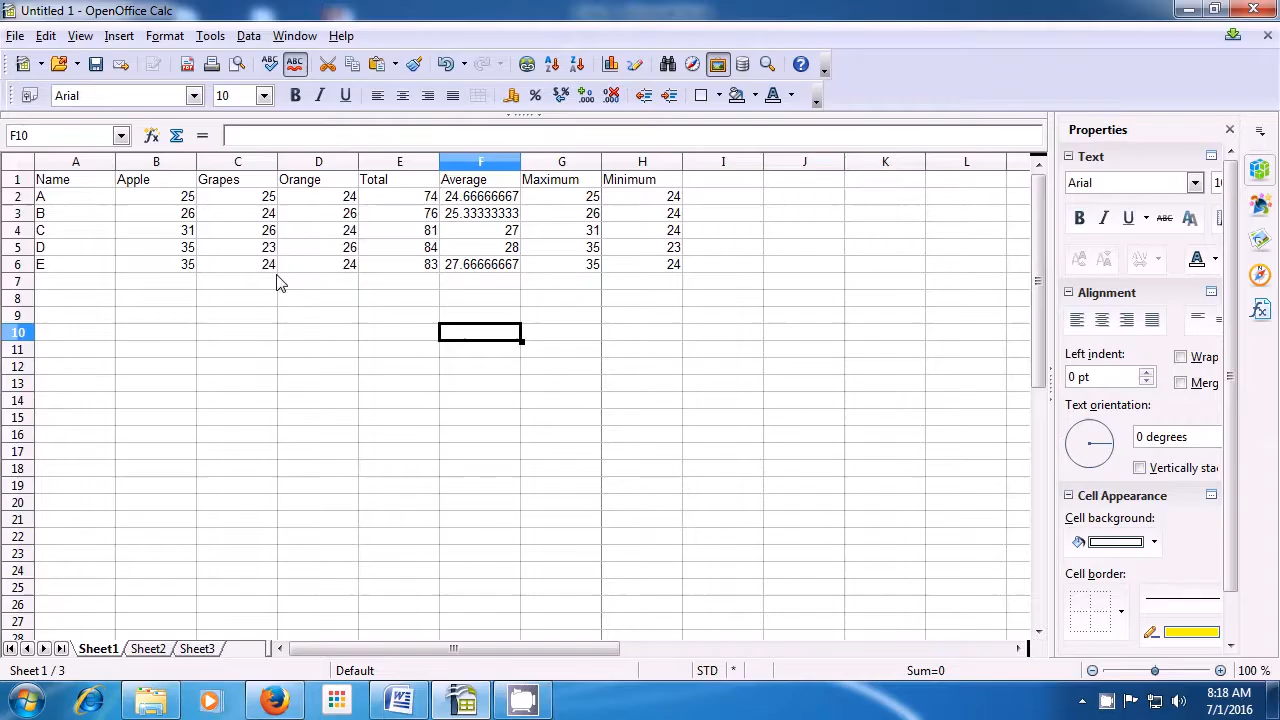 Untitled 1 - OpenOffice Calc
File Edit View Insert Format Tools Data Window Help
ABC ABC
Arial 10
F10
A B C D E F G H I J K L
1 Name Apple Grapes Orange Total Average Maximum Minimum
2 A 25 25 24 74 24.66666667 25 24
3 B 26 24 26 76 25.33333333 26 24
4 C 31 26 24 81 27 31 24
5 D 35 23 26 84 28 35 23
6 E 35 24 24 83 27.66666667 35 24
7
8
9
10
11
12
13
14
15
16
17
18
19
20
21
22
23
24
25
26
27
28
Properties
Text
Arial
B I U ABC
Alignment
Left indent:
Wrap
0 pt
Merg
Text orientation:
0 degrees
Vertically sta
Cell Appearance
Cell background:
Cell border:
Sheet1 Sheet2 Sheet3
Sheet 1 / 3 Default STD * Sum=0 100 %
8:18 AM
7/1/2016